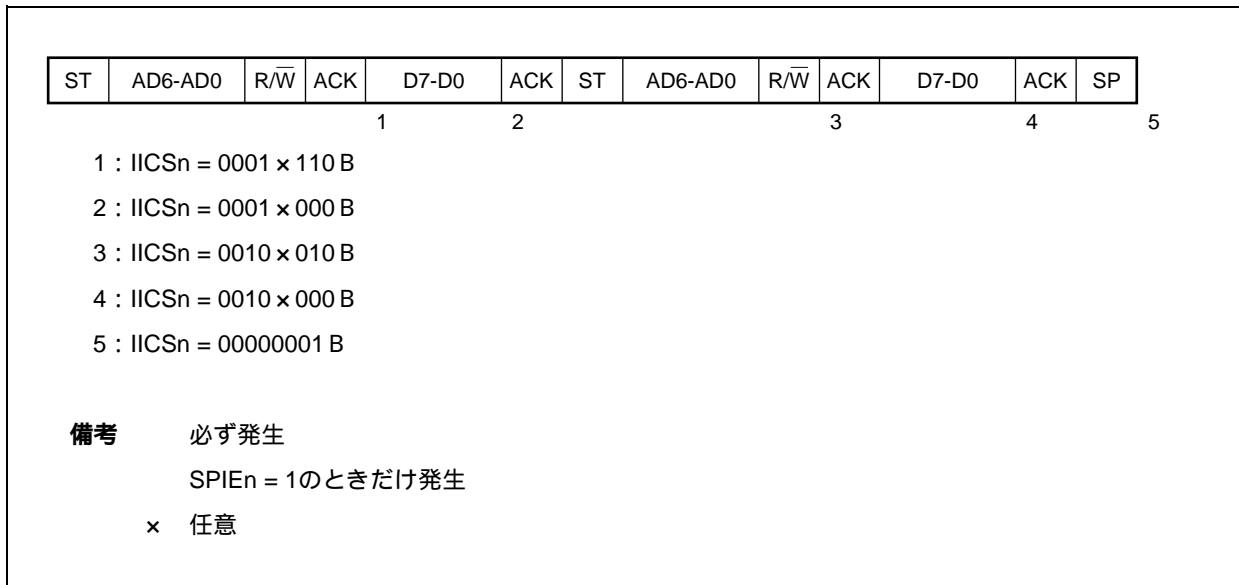 ST AD6-AD0 R/W̅ ACK D7-D0 ACK ST AD6-AD0 R/W̅ ACK D7-D0 ACK SP
1 2 3 4 5
1：IICSn = 0001×110 B
2：IICSn = 0001×000 B
3：IICSn = 0010×010 B
4：IICSn = 0010×000 B
5：IICSn = 00000001 B
備考 必ず発生
SPIEn = 1のときだけ発生
× 任意